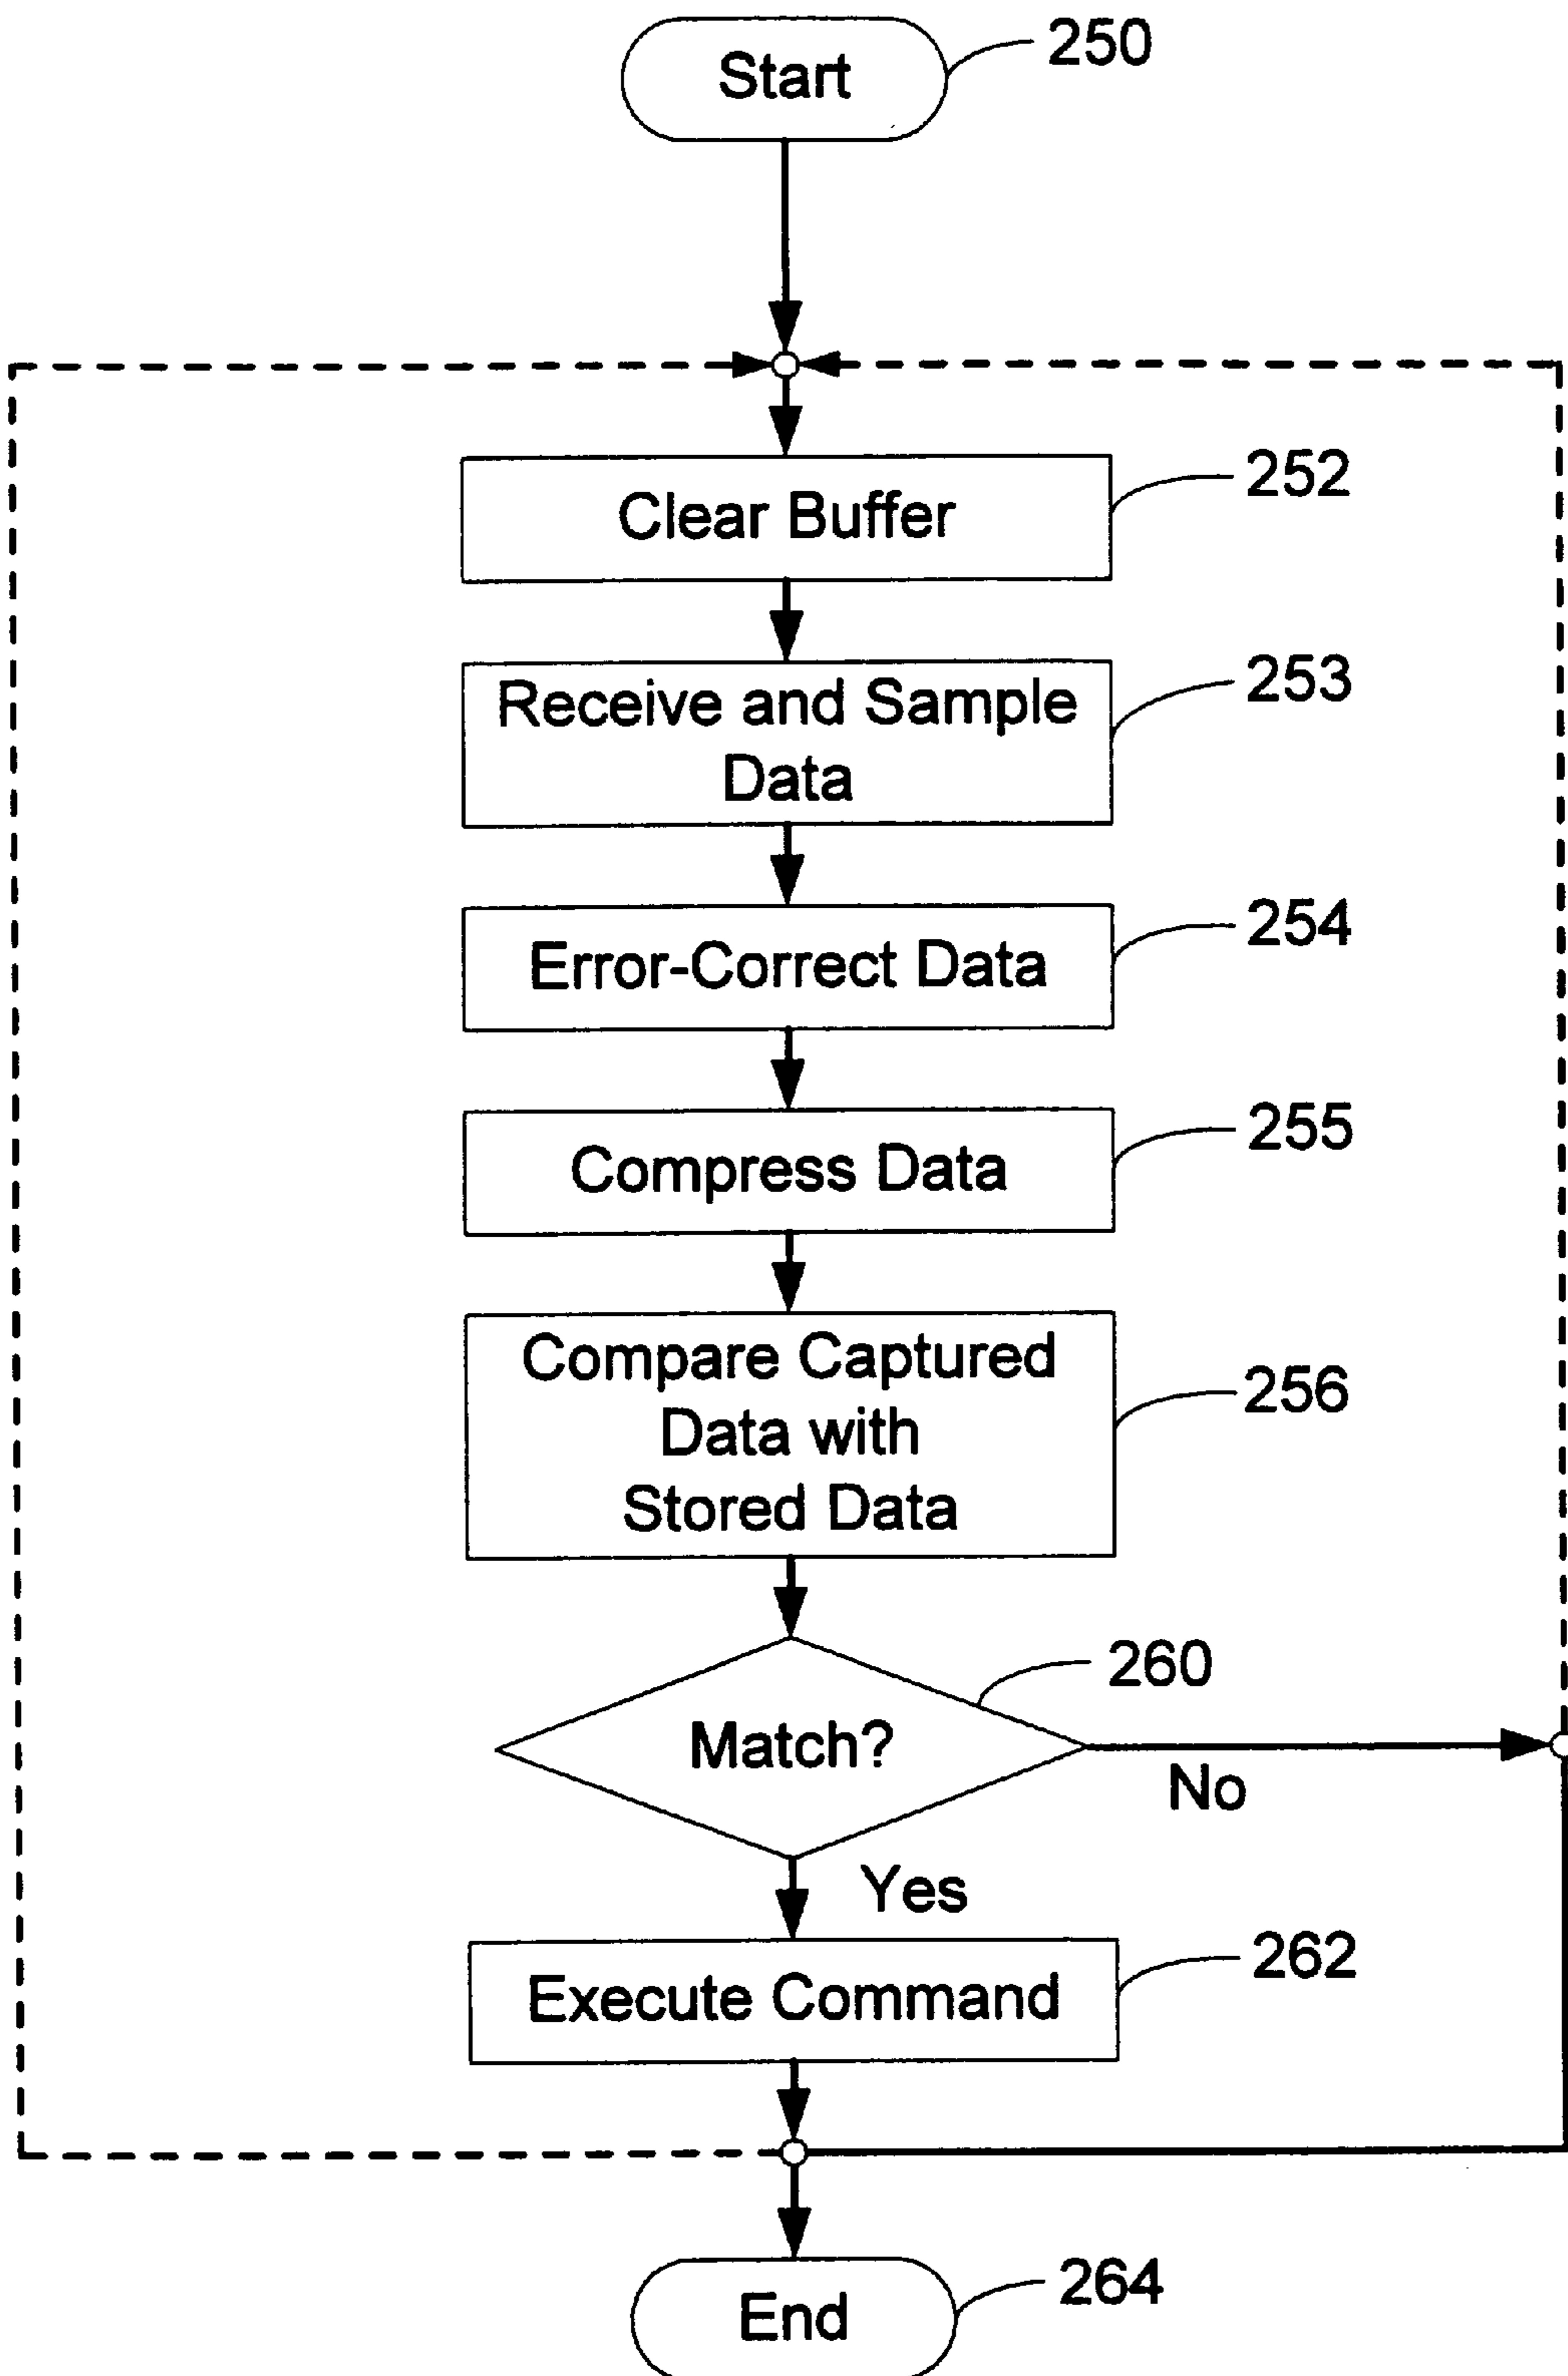 Start
250
Clear Buffer
252
Receive and Sample
Data
253
Error-Correct Data
254
Compress Data
255
Compare Captured
Data with
Stored Data
256
Match?
260
No
Yes
Execute Command
262
End
264